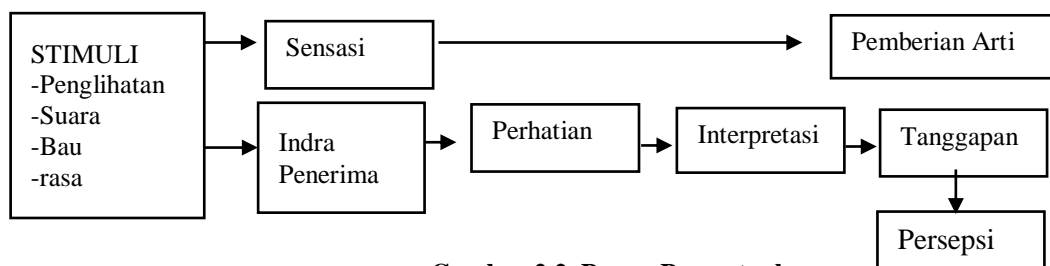 STIMULI
-Penglihatan
-Suara
-Bau
-rasa
Sensasi
Pemberian Arti
Indra
Penerima
Perhatian
Interpretasi
Tanggapan
Persepsi